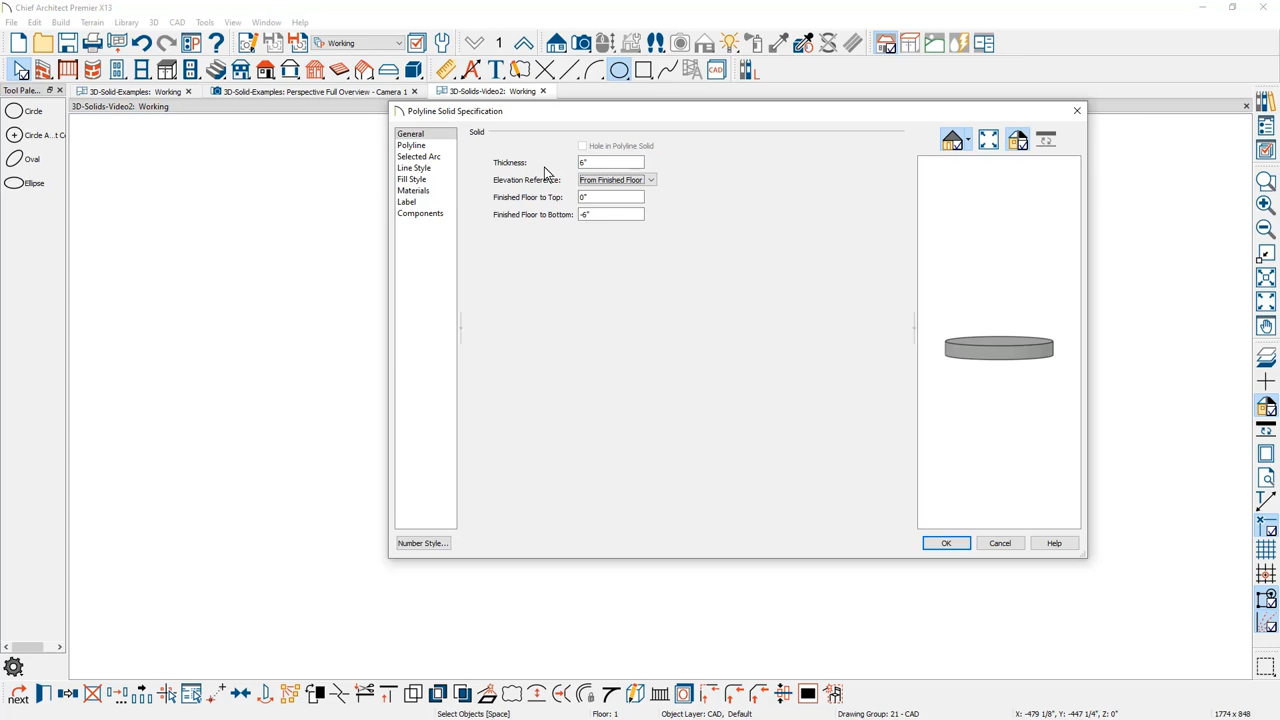 Chief Architect Premier X13
File Edit Build Terrain Library 3D CAD Tools View Window Help
Working 1
Tool Pale...
3D-Solid-Examples: Working
3D-Solid-Examples: Perspective Full Overview - Camera 1
3D-Solids-Video2: Working
3D-Solids-Video2: Working
Circle
Circle A...t C
Oval
Ellipse
Polyline Solid Specification
General
Polyline
Selected Arc
Line Style
Fill Style
Materials
Label
Components
Solid
Hole in Polyline Solid
Thickness: 6"
Elevation Reference: From Finished Floor
Finished Floor to Top: 0"
Finished Floor to Bottom: -6"
Number Style...
OK Cancel Help
next
Select Objects [Space] Floor: 1 Object Layer: CAD, Default Drawing Group: 21 - CAD X: -479 1/8", Y: -447 1/4", Z: 0" 1774 x 848